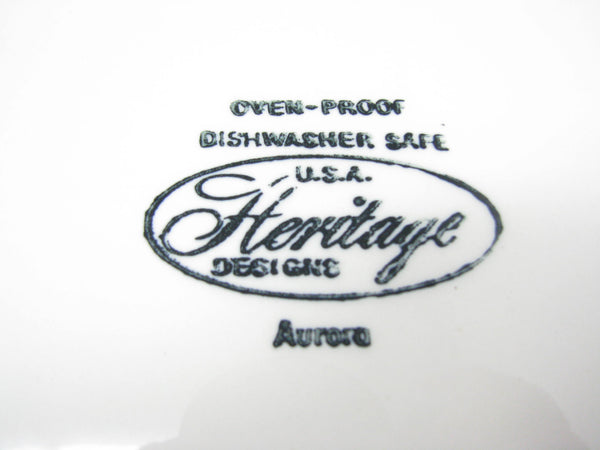 OVEN-PROOF
DISHWASHER SAFE
U.S.A.
Heritage
DESIGNS
Aurora